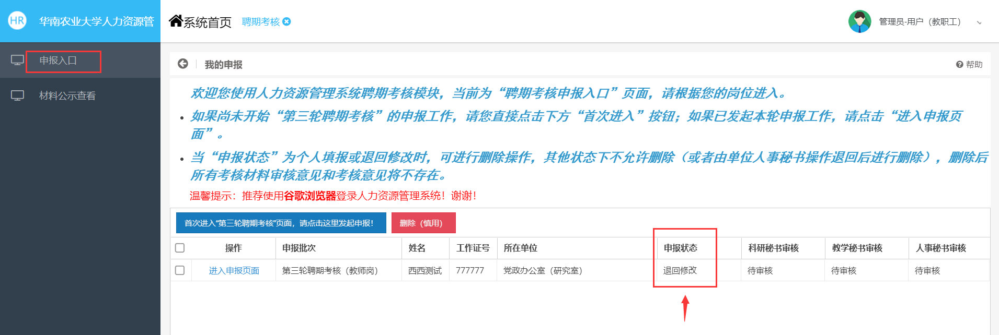 HR 华南农业大学人力资源管
系统首页 聘期考核
管理员-用户（教职工）
申报入口
材料公示查看
我的申报
帮助
欢迎您使用人力资源管理系统聘期考核模块，当前为“聘期考核申报入口”页面，请根据您的岗位进入。
如果尚未开始“第三轮聘期考核”的申报工作，请您直接点击下方“首次进入”按钮；如果已发起本轮申报工作，请点击“进入申报页
面”。
当“申报状态”为个人填报或退回修改时，可进行删除操作，其他状态下不允许删除（或者由单位人事秘书操作退回后进行删除），删除后
所有考核材料审核意见和考核意见将不存在。
温馨提示：推荐使用谷歌浏览器登录人力资源管理系统！谢谢！
首次进入“第三轮聘期考核”页面，请点击这里发起申报！ 删除（慎用）
操作 申报批次 姓名 工作证号 所在单位 申报状态 科研秘书审核 教学秘书审核 人事秘书审核
进入申报页面 第三轮聘期考核（教师岗） 西西测试 777777 党政办公室（研究室） 退回修改 待审核 待审核 待审核